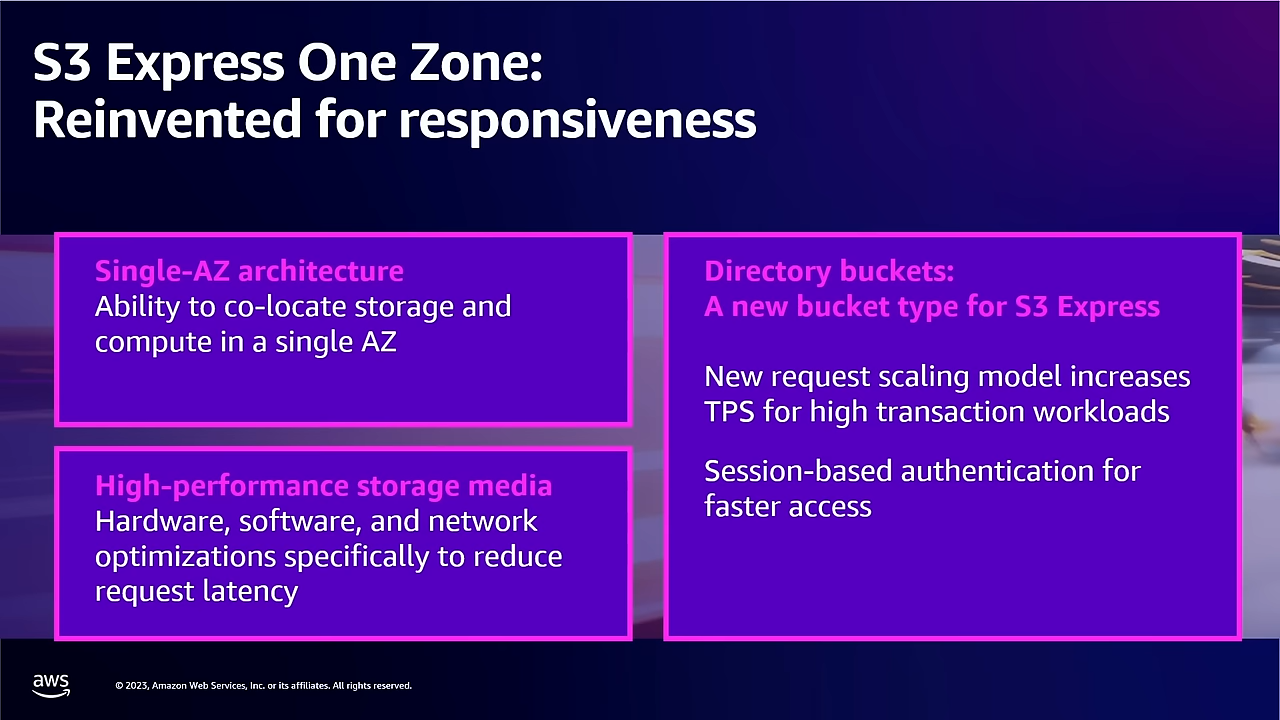 S3 Express One Zone:
Reinvented for responsiveness
Single-AZ architecture
Ability to co-locate storage and
compute in a single AZ
High-performance storage media
Hardware, software, and network
optimizations specifically to reduce
request latency
Directory buckets:
A new bucket type for S3 Express
New request scaling model increases
TPS for high transaction workloads
Session-based authentication for
faster access
aws
© 2023, Amazon Web Services, Inc. or its affiliates. All rights reserved.